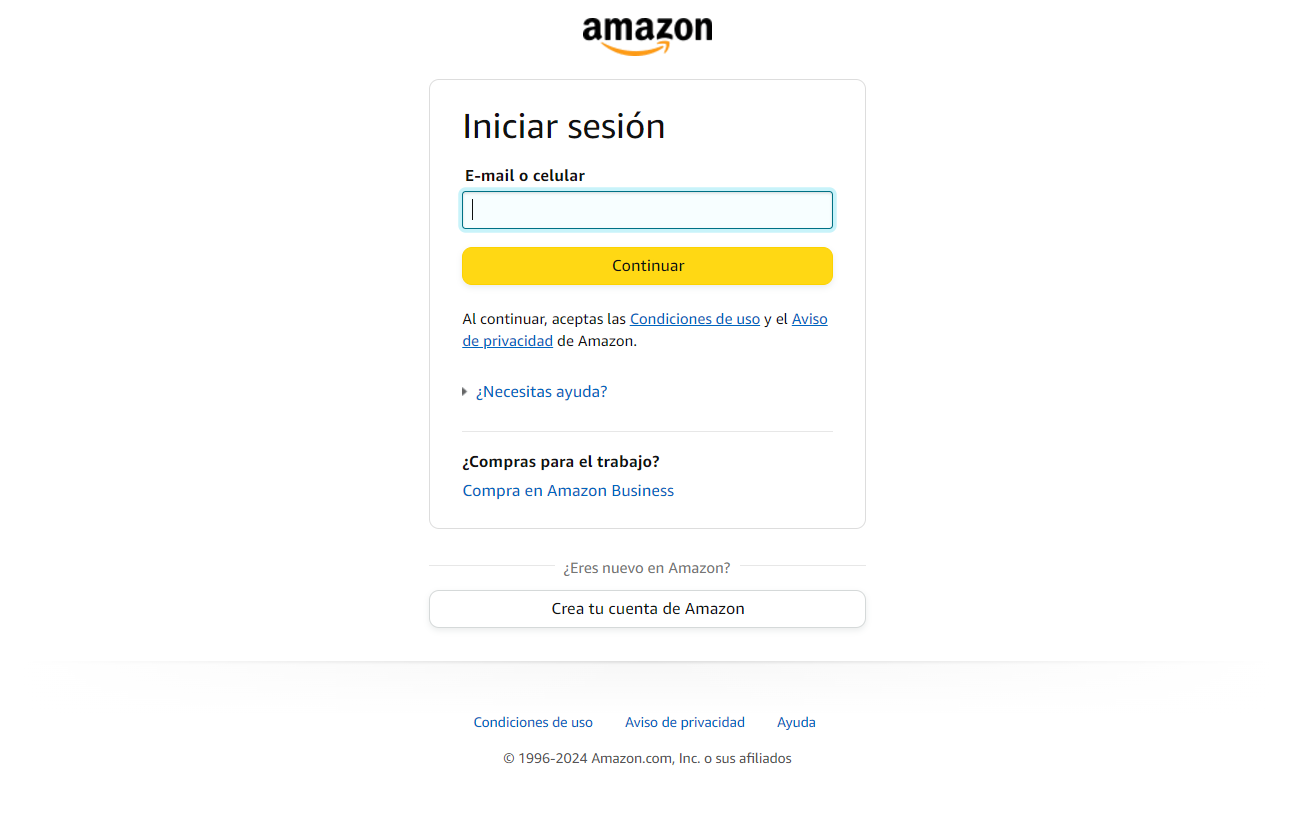 amazon
Iniciar sesión
E-mail o celular
Continuar
Al continuar, aceptas las Condiciones de uso y el Aviso
de privacidad de Amazon.
¿Necesitas ayuda?
¿Compras para el trabajo?
Compra en Amazon Business
¿Eres nuevo en Amazon?
Crea tu cuenta de Amazon
Condiciones de uso Aviso de privacidad Ayuda
© 1996-2024 Amazon.com, Inc. o sus afiliados